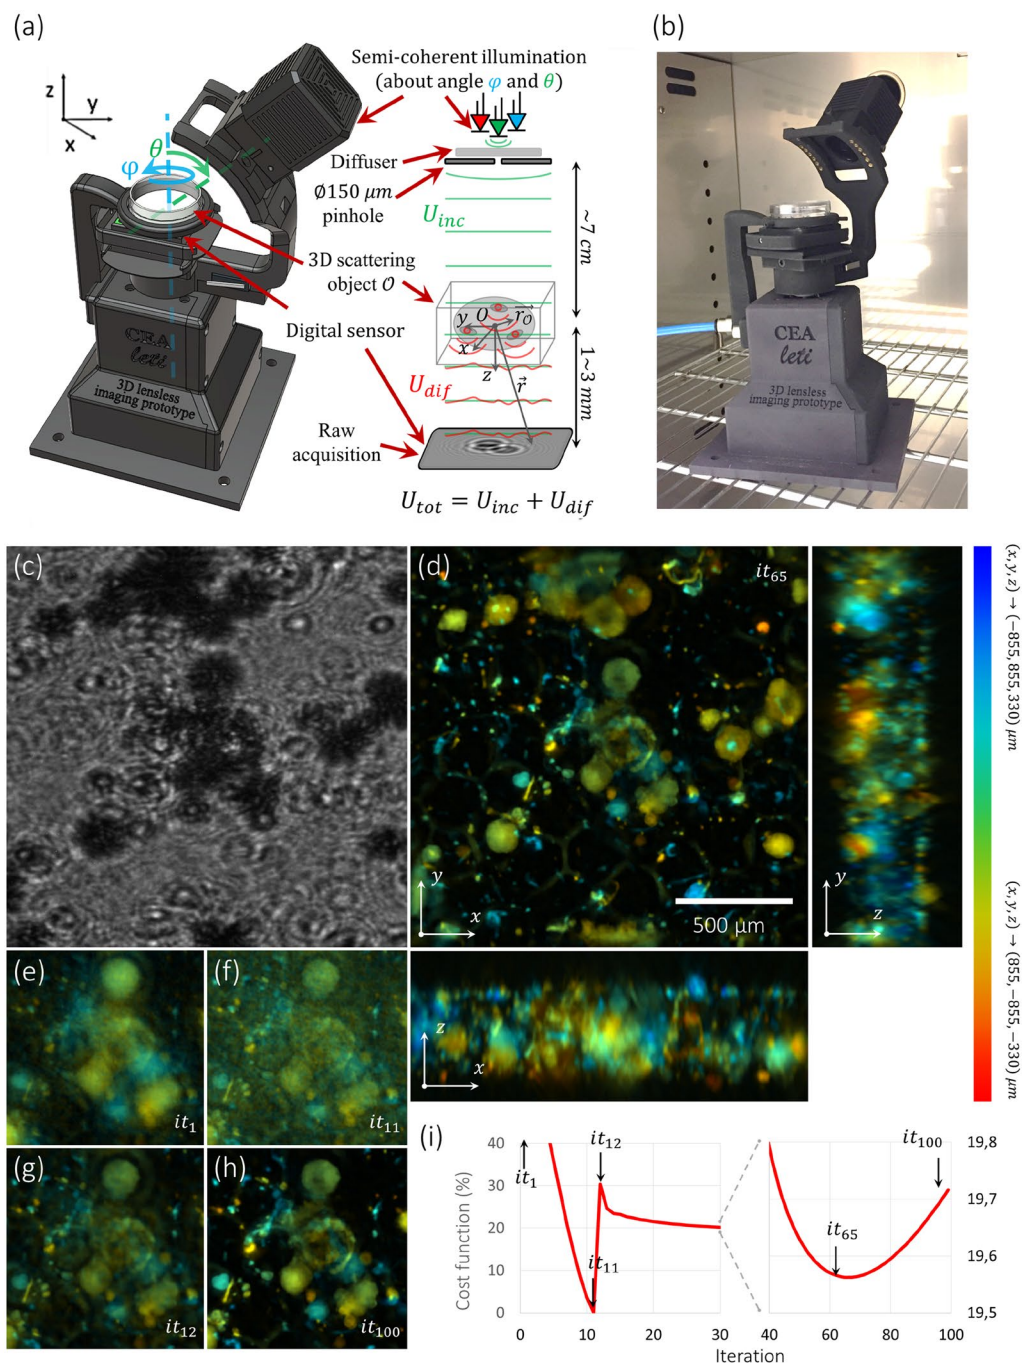 (a)
(b)
Semi-coherent illumination
(about angle φ and θ)
z
y
x
θ
φ
Diffuser
Ø150 μm
pinhole
U_inc
~7 cm
3D scattering
object 𝒪
y
O
r_O
x
z
r
Digital sensor
U_dif
1~3 mm
Raw
acquisition
U_tot = U_inc + U_dif
CEA
leti
3D lensless
imaging prototype
CEA
leti
3D lensless
imaging prototype
(c)
(d)
it_65
y
x
500 μm
y
z
(x,y,z) → (−855,855,330) μm
(x,y,z) → (855,−855,−330) μm
z
x
(e)
it_1
(f)
it_11
(g)
it_12
(h)
it_100
(i)
Cost function (%)
40
30
20
10
0
0
10
20
30
it_1
it_12
it_11
it_65
it_100
40
60
80
100
19,8
19,7
19,6
19,5
Iteration